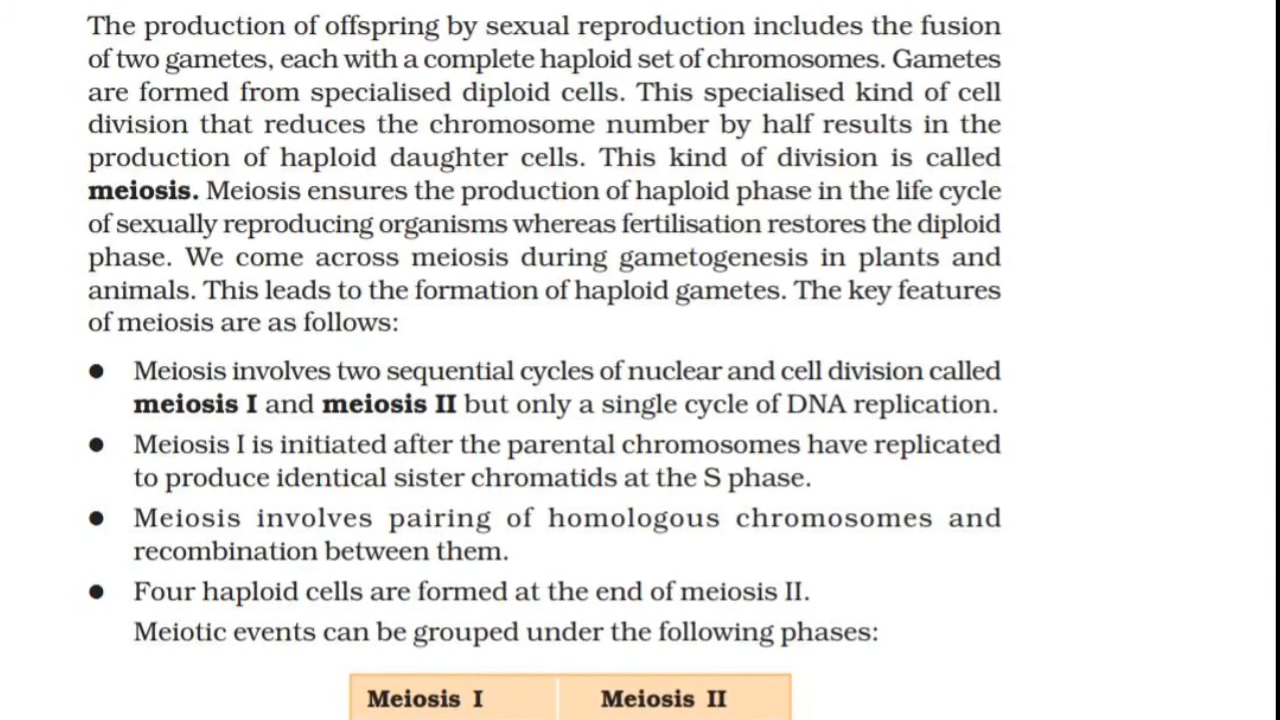 The production of offspring by sexual reproduction includes the fusion
of two gametes, each with a complete haploid set of chromosomes. Gametes
are formed from specialised diploid cells. This specialised kind of cell
division that reduces the chromosome number by half results in the
production of haploid daughter cells. This kind of division is called
meiosis. Meiosis ensures the production of haploid phase in the life cycle
of sexually reproducing organisms whereas fertilisation restores the diploid
phase. We come across meiosis during gametogenesis in plants and
animals. This leads to the formation of haploid gametes. The key features
of meiosis are as follows:
● Meiosis involves two sequential cycles of nuclear and cell division called
meiosis I and meiosis II but only a single cycle of DNA replication.
● Meiosis I is initiated after the parental chromosomes have replicated
to produce identical sister chromatids at the S phase.
● Meiosis involves pairing of homologous chromosomes and
recombination between them.
● Four haploid cells are formed at the end of meiosis II.
Meiotic events can be grouped under the following phases:
Meiosis I Meiosis II